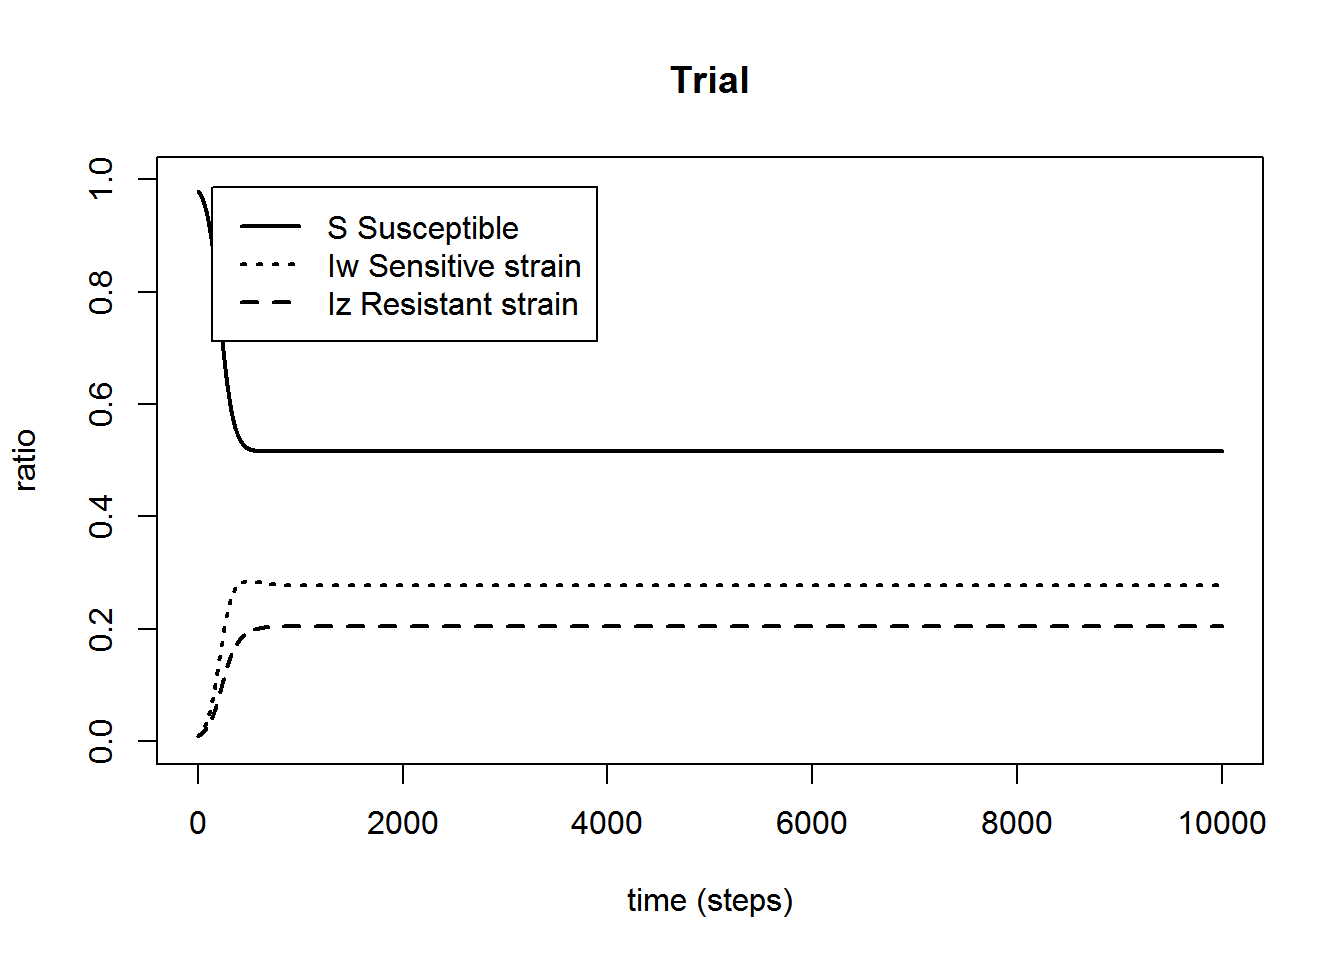 Trial
1.0
0.8
0.6
0.4
0.2
0.0
ratio
S Susceptible
Iw Sensitive strain
Iz Resistant strain
0 2000 4000 6000 8000 10000
time (steps)